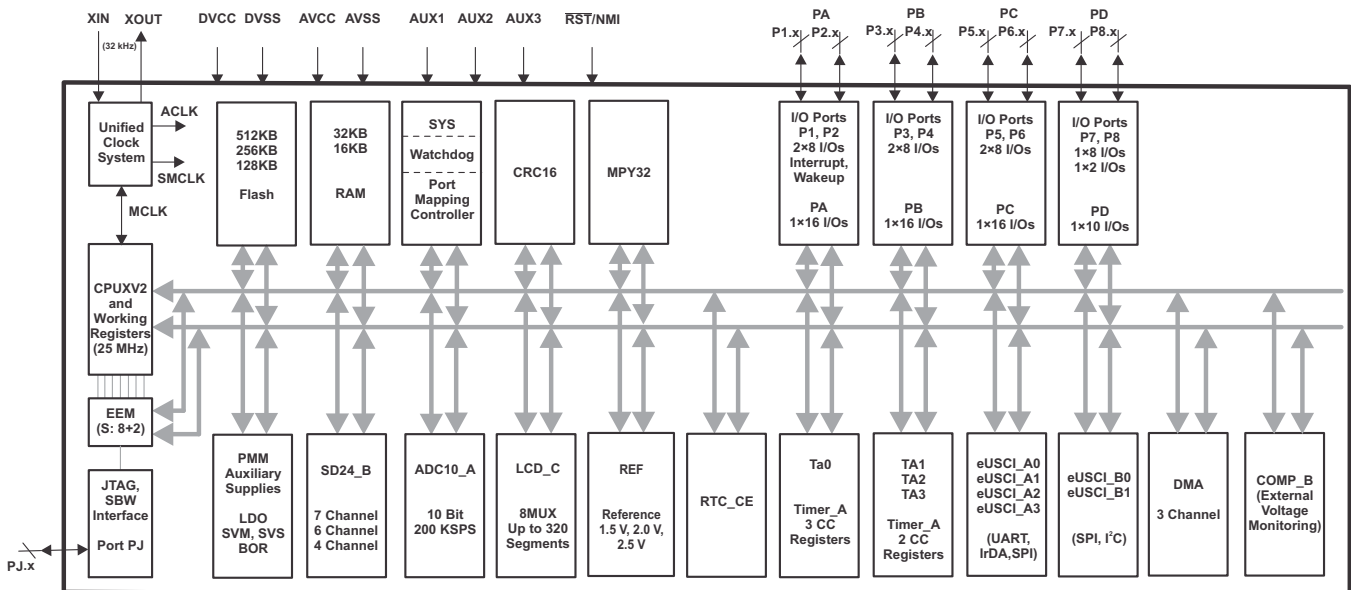 XIN
XOUT
(32 kHz)
DVCC
DVSS
AVCC
AVSS
AUX1
AUX2
AUX3
RST/NMI
PA
P1.x
P2.x
PB
P3.x
P4.x
PC
P5.x
P6.x
PD
P7.x
P8.x
Unified
Clock
System
ACLK
SMCLK
MCLK
512KB
256KB
128KB
Flash
32KB
16KB
RAM
SYS
Watchdog
Port
Mapping
Controller
CRC16
MPY32
I/O Ports
P1, P2
2×8 I/Os
Interrupt,
Wakeup
PA
1×16 I/Os
I/O Ports
P3, P4
2×8 I/Os
PB
1×16 I/Os
I/O Ports
P5, P6
2×8 I/Os
PC
1×16 I/Os
I/O Ports
P7, P8
1×8 I/Os
1×2 I/Os
PD
1×10 I/Os
CPUXV2
and
Working
Registers
(25 MHz)
EEM
(S: 8+2)
JTAG,
SBW
Interface
Port PJ
PJ.x
PMM
Auxiliary
Supplies
LDO
SVM, SVS
BOR
SD24_B
7 Channel
6 Channel
4 Channel
ADC10_A
10 Bit
200 KSPS
LCD_C
8MUX
Up to 320
Segments
REF
Reference
1.5 V, 2.0 V,
2.5 V
RTC_CE
Ta0
Timer_A
3 CC
Registers
TA1
TA2
TA3
Timer_A
2 CC
Registers
eUSCI_A0
eUSCI_A1
eUSCI_A2
eUSCI_A3
(UART,
IrDA,SPI)
eUSCI_B0
eUSCI_B1
(SPI, I²C)
DMA
3 Channel
COMP_B
(External
Voltage
Monitoring)